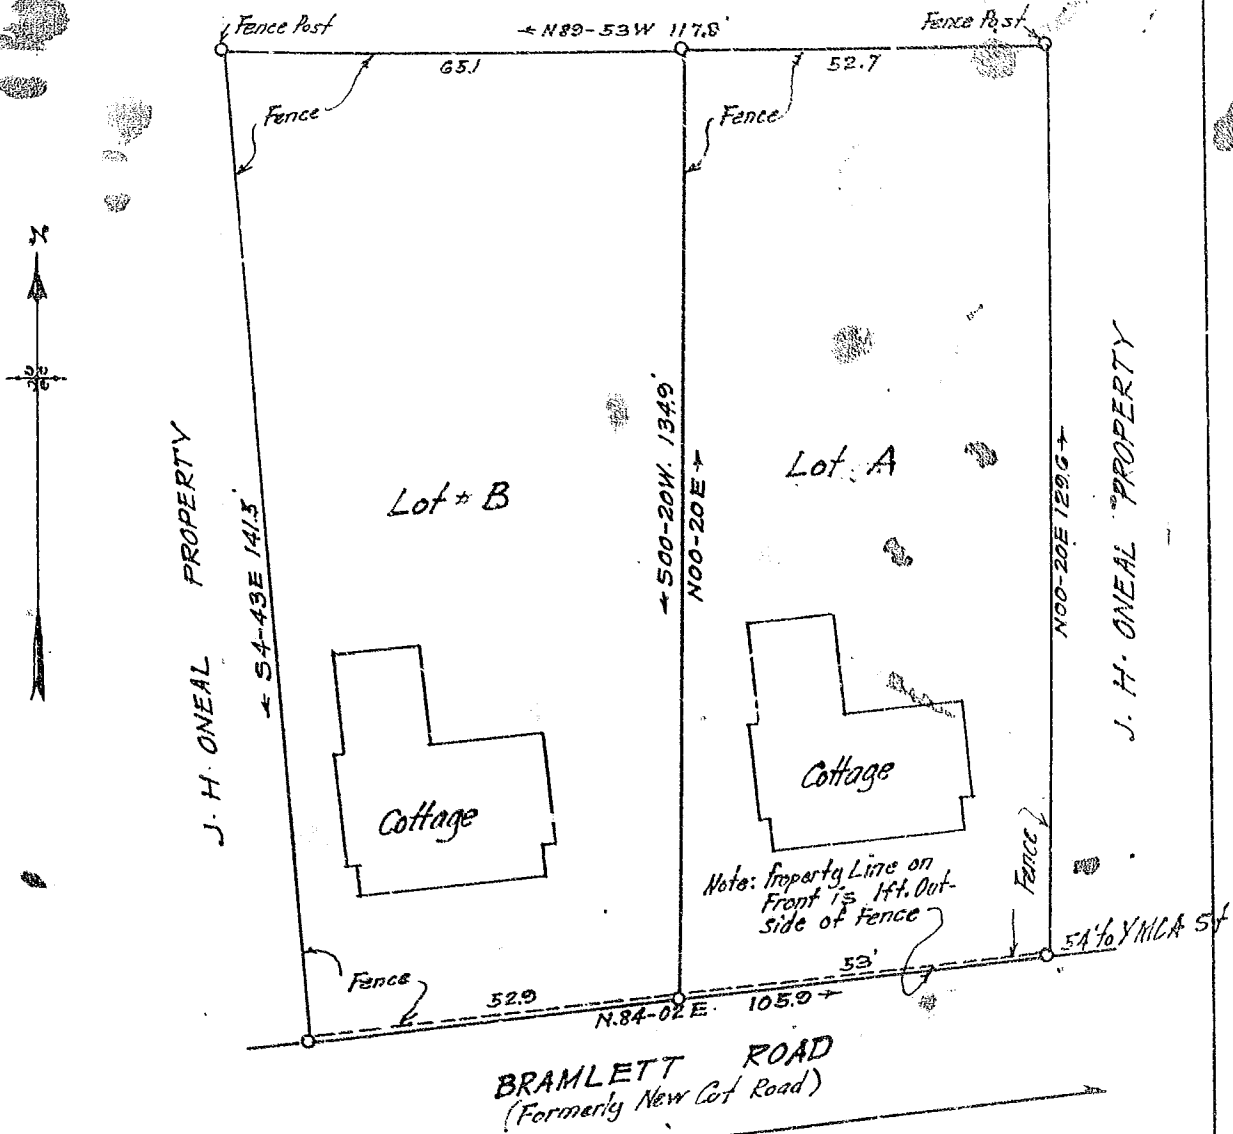 Fence Post
← N89-53W 117.8'
Fence Post
65.1
52.7
Fence
Fence
N
J. H. ONEAL PROPERTY
← S4-43E 141.3'
Lot # B
← S00-20W. 134.9'
N00-20E →
Lot A
N00-20E 129.6 →
J. H. ONEAL PROPERTY
Cottage
Cottage
Note: Property Line on
Front is 1ft. Out-
side of Fence
Fence
54' to YMCA St
Fence
52.9
53'
N.84-02E. 105.9 →
BRAMLETT ROAD
(Formerly New Cut Road)